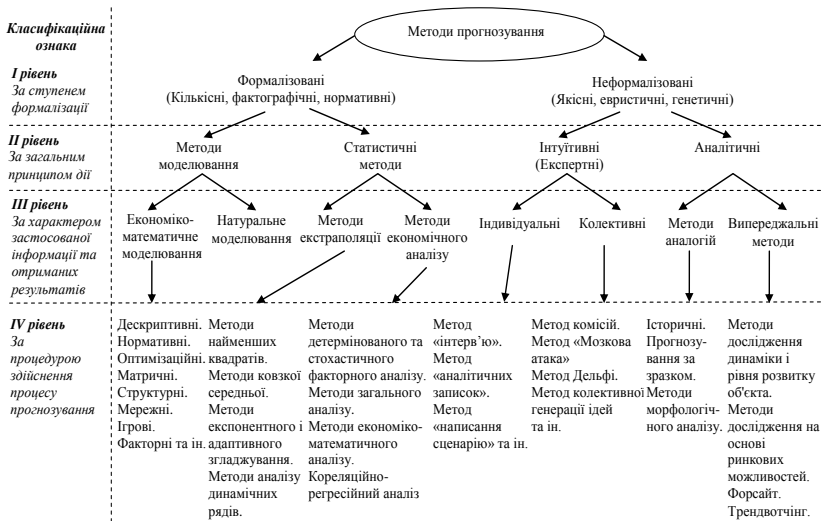 Класифікаційна
ознака
Методи прогнозування
I рівень
За ступенем
формалізації
Формалізовані
(Кількісні, фактографічні, нормативні)
Неформалізовані
(Якісні, евристичні, генетичні)
II рівень
За загальним
принципом дії
Методи
моделювання
Статистичні
методи
Інтуїтивні
(Експертні)
Аналітичні
III рівень
За характером
застосованої
інформації та
отриманих
результатів
Економіко-
математичне
моделювання
Натуральне
моделювання
Методи
екстраполяції
Методи
економічного
аналізу
Індивідуальні
Колективні
Методи
аналогій
Випереджальні
методи
IV рівень
За
процедурою
здійснення
процесу
прогнозування
Дескриптивні.
Нормативні.
Оптимізаційні.
Матричні.
Структурні.
Мережні.
Ігрові.
Факторні та ін.
Методи
найменших
квадратів.
Методи ковзкої
середньої.
Методи
експонентного і
адаптивного
згладжування.
Методи аналізу
динамічних
рядів.
Методи
детермінованого та
стохастичного
факторного аналізу.
Методи загального
аналізу.
Методи економіко-
математичного
аналізу.
Кореляційно-
регресійний аналіз
Метод
«інтерв’ю».
Метод
«аналітичних
записок».
Метод
«написання
сценарію» та ін.
Метод комісій.
Метод «Мозкова
атака»
Метод Дельфі.
Метод колективної
генерації ідей
та ін.
Історичні.
Прогнозу-
вання за
зразком.
Методи
морфологіч-
ного аналізу.
Методи
дослідження
динаміки і
рівня розвитку
об'єкта.
Методи
дослідження на
основі
ринкових
можливостей.
Форсайт.
Трендвотчінг.